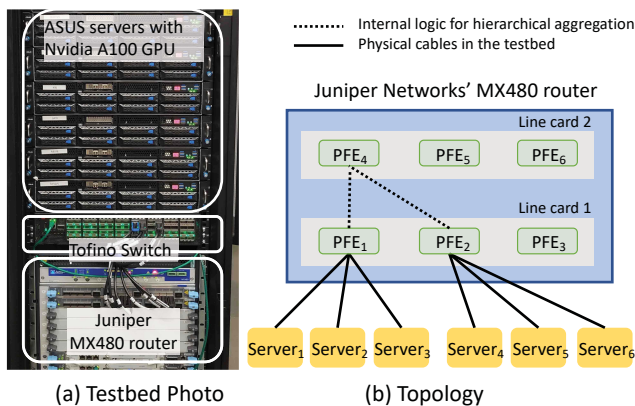 ASUS servers with
Nvidia A100 GPU
Tofino Switch
Juniper
MX480 router
(a) Testbed Photo
Internal logic for hierarchical aggregation
Physical cables in the testbed
Juniper Networks' MX480 router
Line card 2
PFE₄ PFE₅ PFE₆
Line card 1
PFE₁ PFE₂ PFE₃
Server₁ Server₂ Server₃ Server₄ Server₅ Server₆
(b) Topology